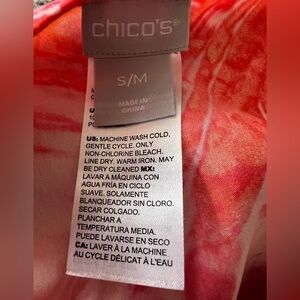 chico's®
S/M
MADE IN
CHINA
US: MACHINE WASH COLD,
GENTLE CYCLE. ONLY
NON-CHLORINE BLEACH.
LINE DRY. WARM IRON. MAY
BE DRY CLEANED MX:
LAVAR A MÁQUINA CON
AGUA FRÍA EN CICLO
SUAVE. SOLAMENTE
BLANQUEADOR SIN CLORO.
SECAR COLGADO.
PLANCHAR A
TEMPERATURA MEDIA.
PUEDE LAVARSE EN SECO
CA: LAVER À LA MACHINE
AU CYCLE DÉLICAT À L'EAU